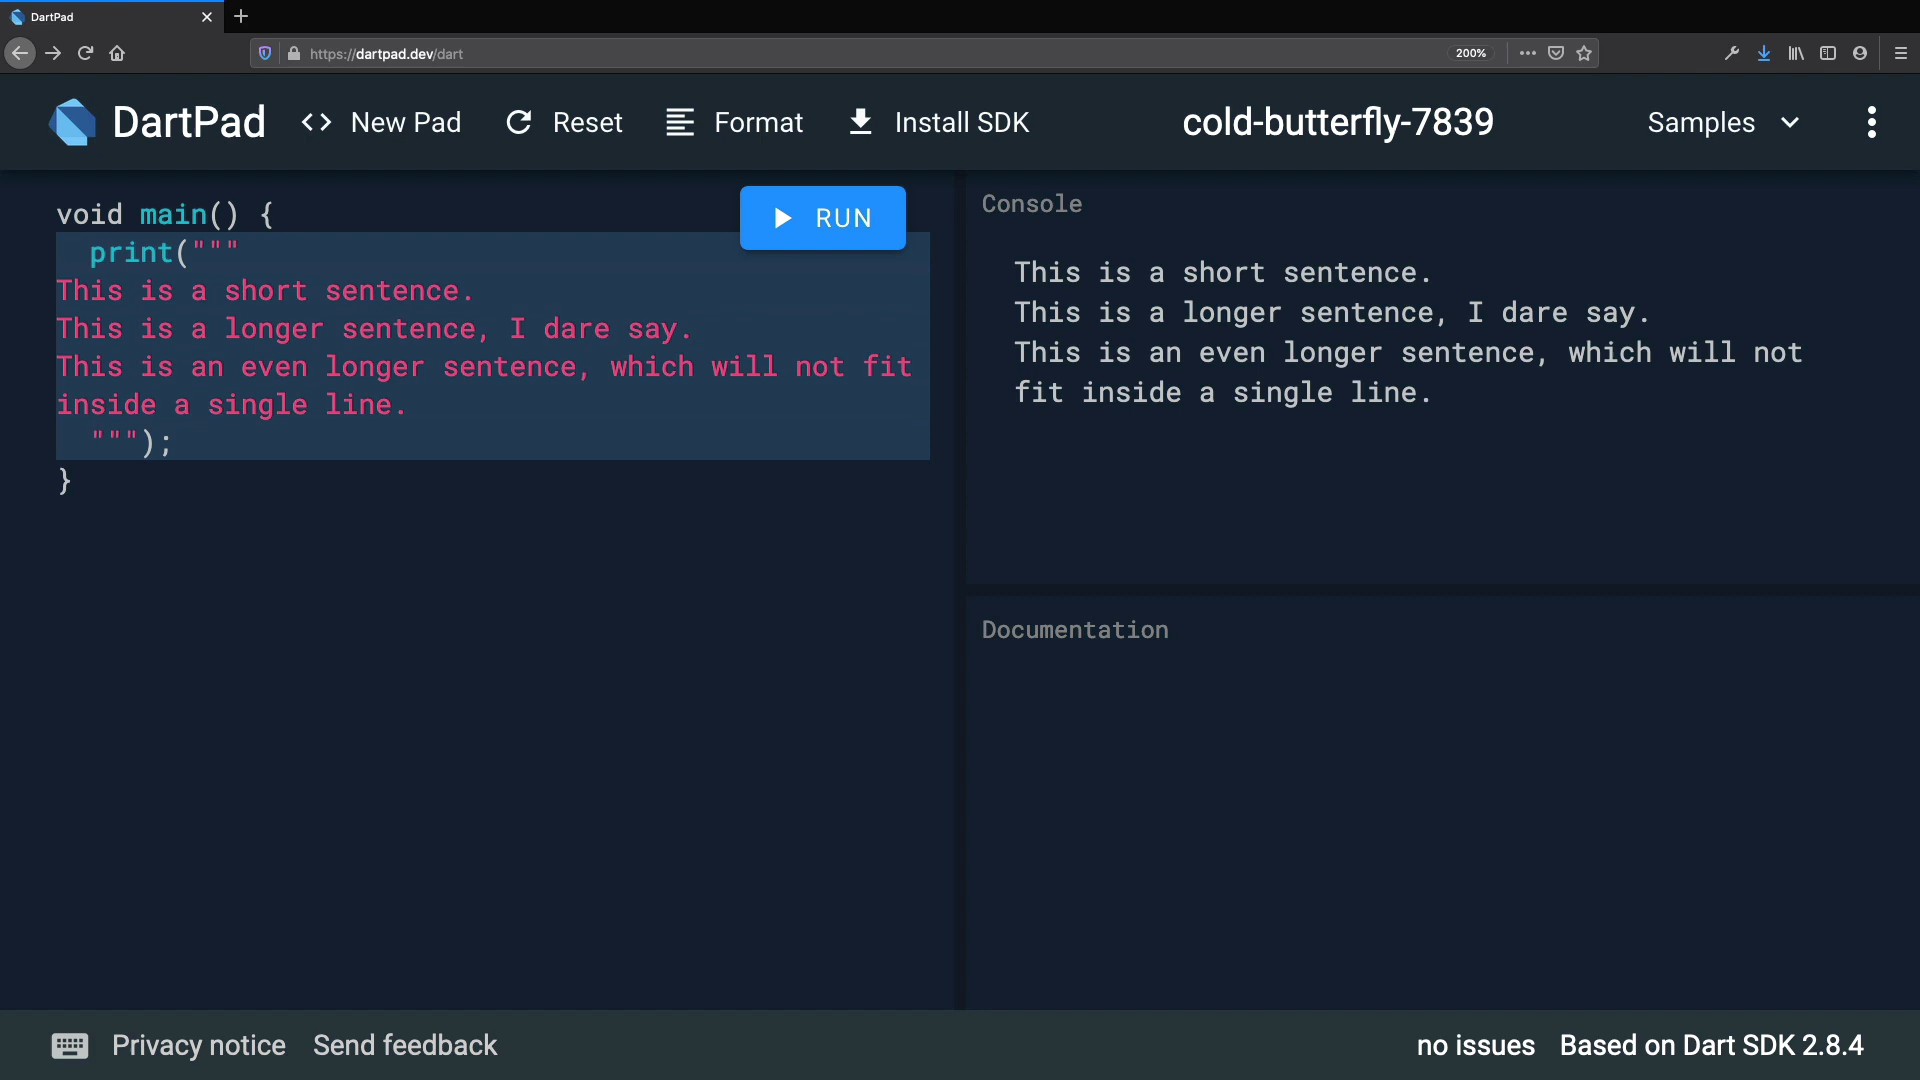 DartPad
https://dartpad.dev/dart
200%
DartPad
New Pad
Reset
Format
Install SDK
cold-butterfly-7839
Samples
void main() {
  print("""
This is a short sentence.
This is a longer sentence, I dare say.
This is an even longer sentence, which will not fit
inside a single line.
  """);
}
RUN
Console
This is a short sentence.
This is a longer sentence, I dare say.
This is an even longer sentence, which will not
fit inside a single line.
Documentation
Privacy notice
Send feedback
no issues
Based on Dart SDK 2.8.4